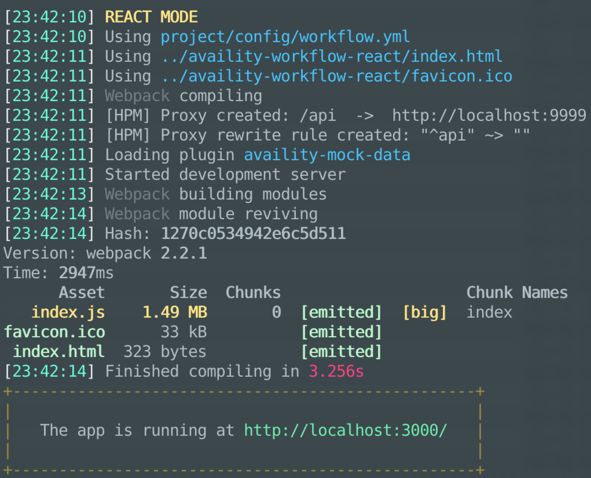 [23:42:10] REACT MODE
[23:42:10] Using project/config/workflow.yml
[23:42:11] Using ../availity-workflow-react/index.html
[23:42:11] Using ../availity-workflow-react/favicon.ico
[23:42:11] Webpack compiling
[23:42:11] [HPM] Proxy created: /api  ->  http://localhost:9999
[23:42:11] [HPM] Proxy rewrite rule created: "^api" ~> ""
[23:42:11] Loading plugin availity-mock-data
[23:42:11] Started development server
[23:42:13] Webpack building modules
[23:42:14] Webpack module reviving
[23:42:14] Hash: 1270c0534942e6c5d511
Version: webpack 2.2.1
Time: 2947ms
Asset Size Chunks Chunk Names
index.js 1.49 MB 0 [emitted] [big] index
favicon.ico 33 kB [emitted]
index.html 323 bytes [emitted]
[23:42:14] Finished compiling in 3.256s
The app is running at http://localhost:3000/